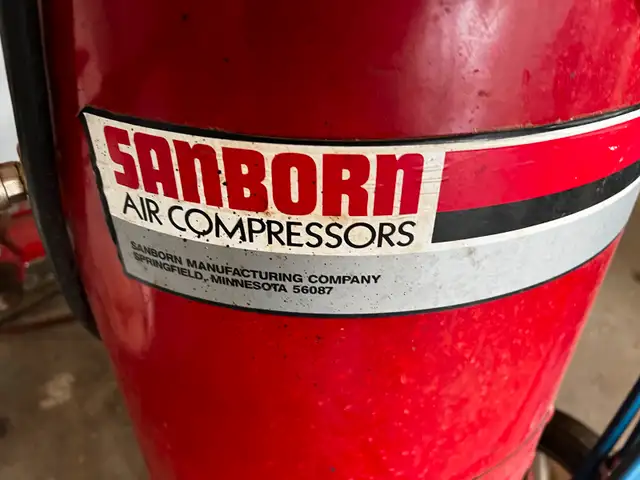 SANBORN
AIR COMPRESSORS
SANBORN MANUFACTURING COMPANY
SPRINGFIELD, MINNESOTA 56087